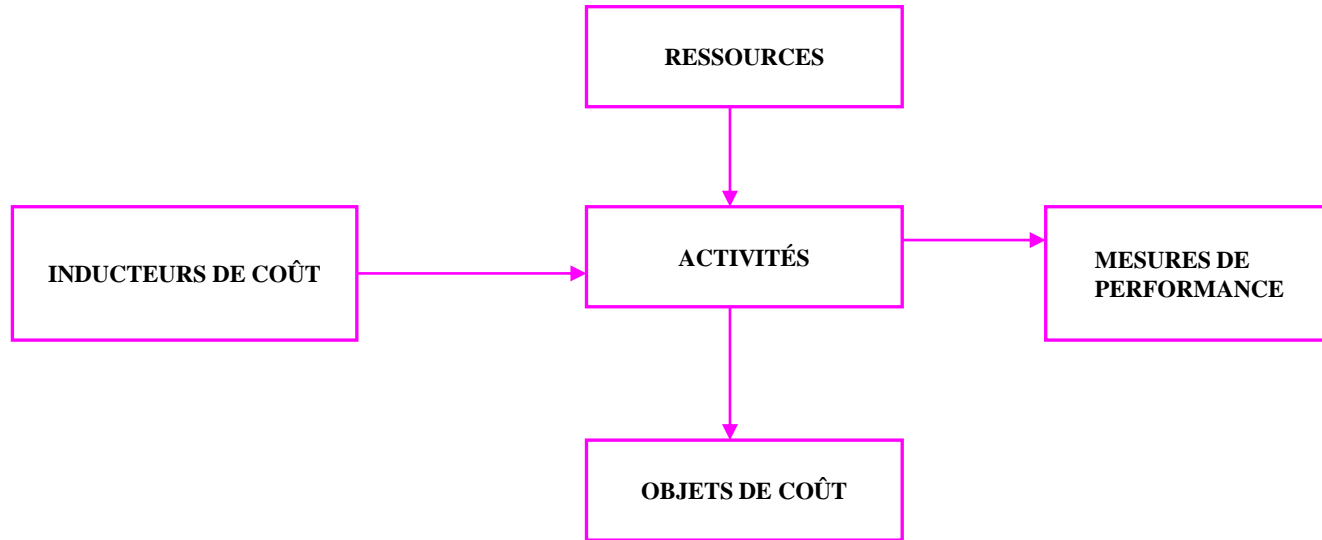 RESSOURCES
INDUCTEURS DE COÛT
ACTIVITÉS
MESURES DE
PERFORMANCE
OBJETS DE COÛT